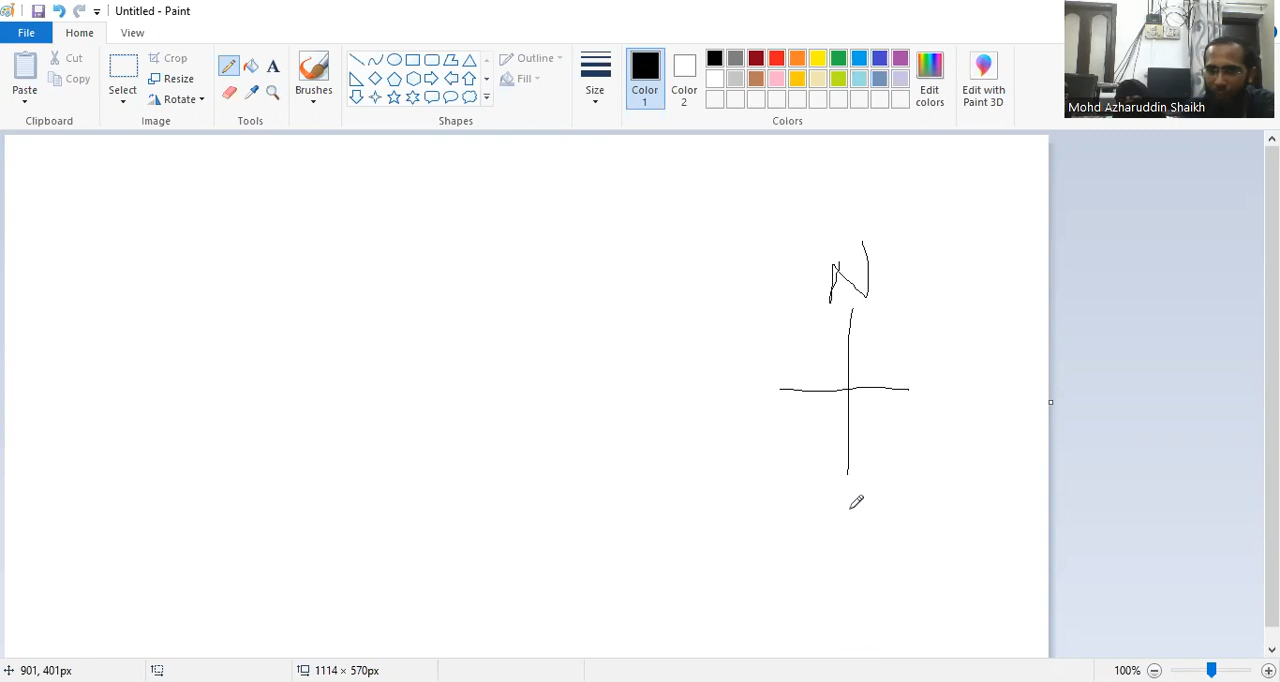 Untitled - Paint
File Home View
Paste
Cut
Copy
Clipboard
Select
Crop
Resize
Rotate
Image
A
Tools
Brushes
Shapes
Outline
Fill
Size
Color 1
Color 2
Colors
Edit colors
Edit with Paint 3D
Mohd Azharuddin Shaikh
N
901, 401px
1114 × 570px
100%